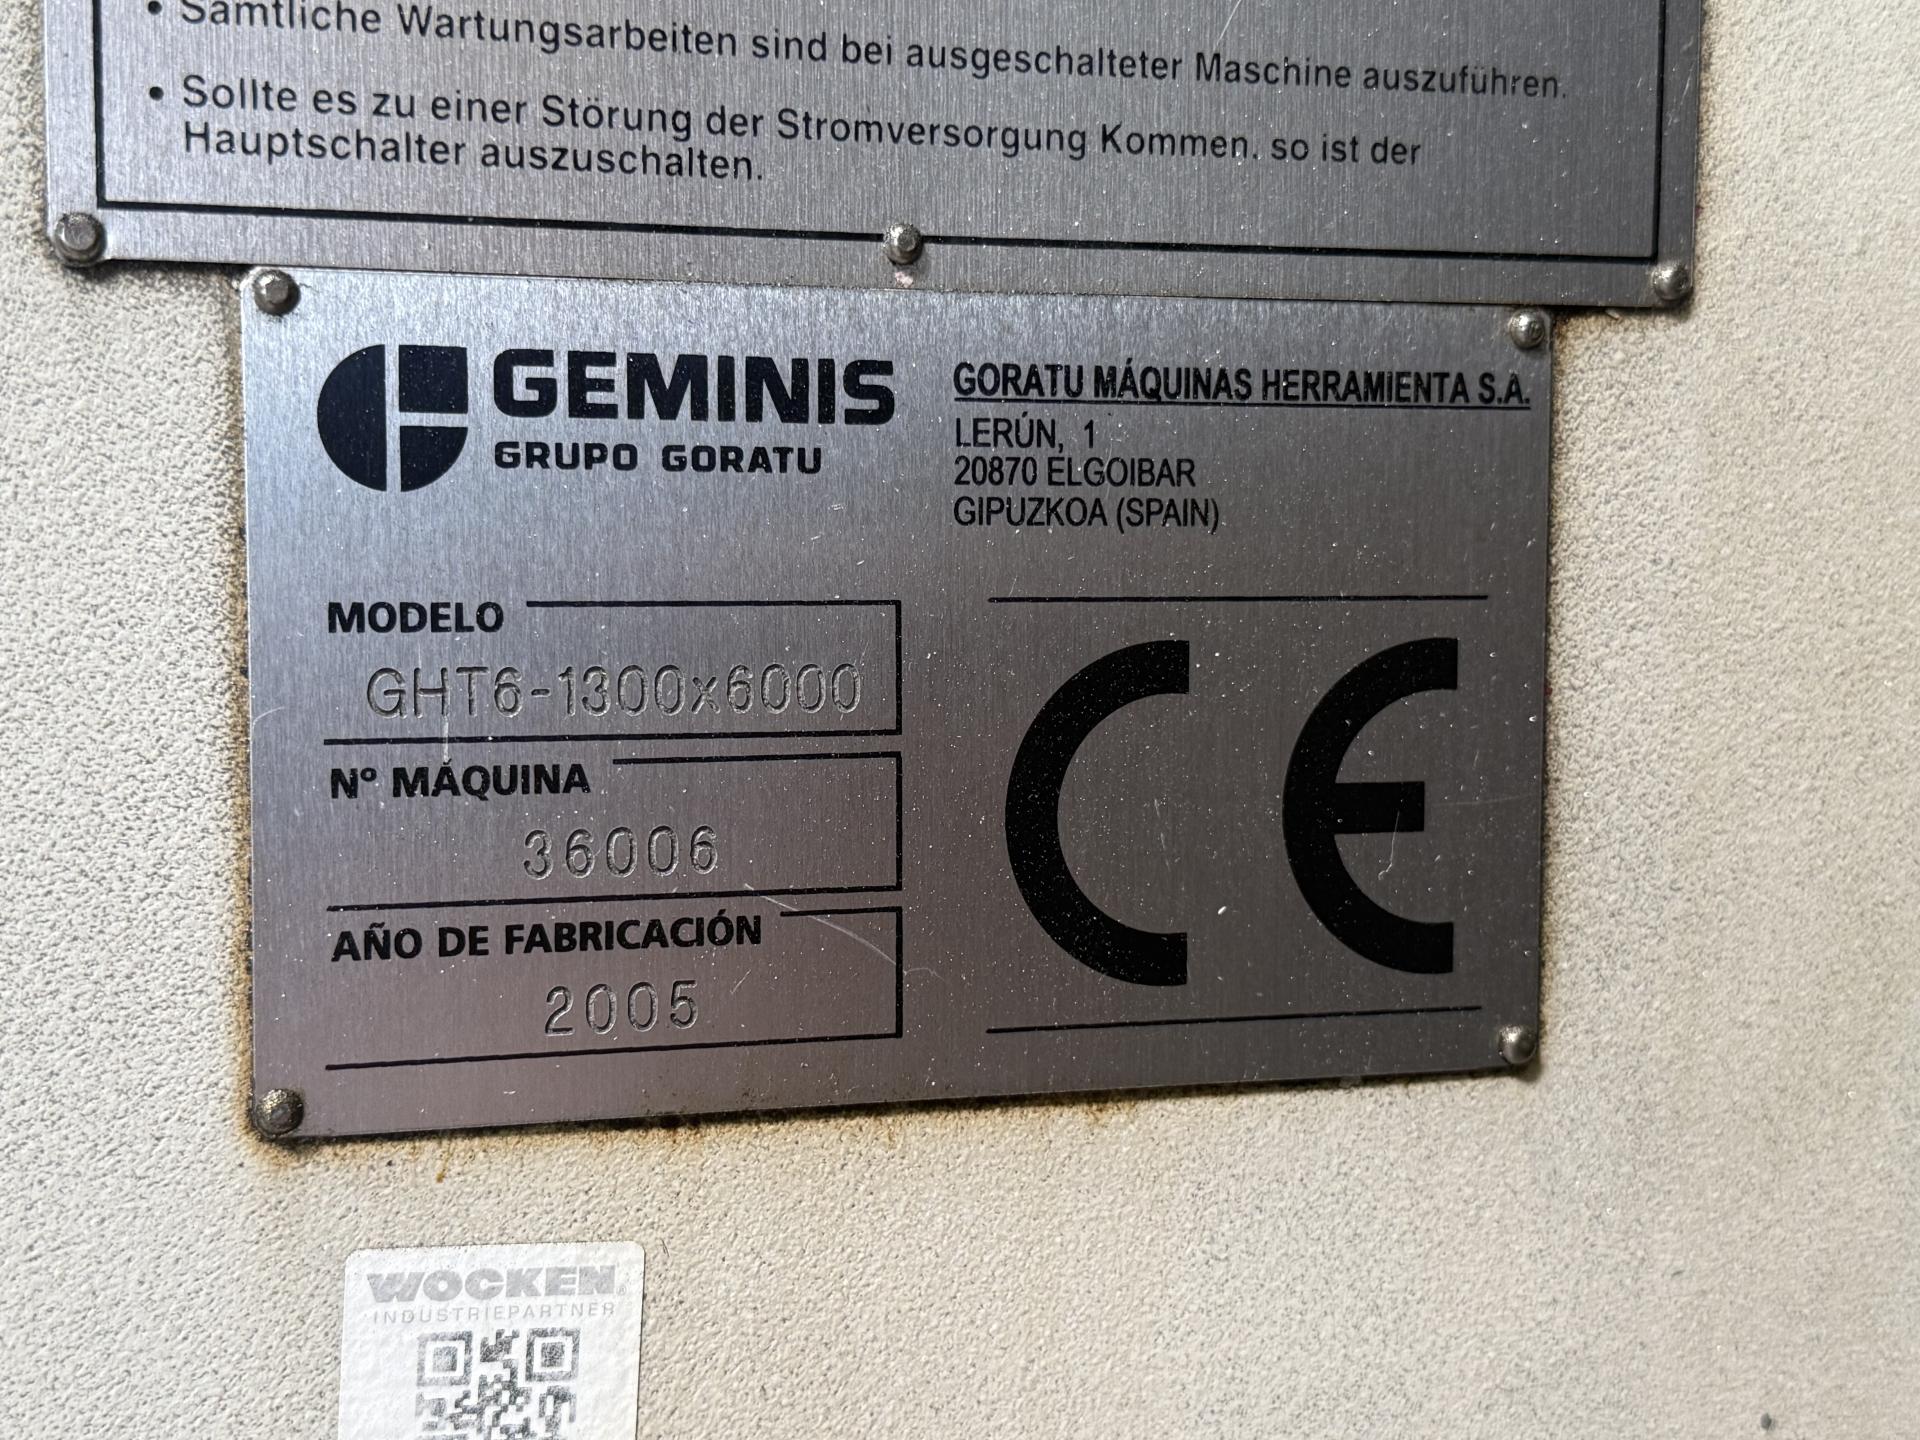 • Sämtliche Wartungsarbeiten sind bei ausgeschalteter Maschine auszuführen.
• Sollte es zu einer Störung der Stromversorgung Kommen. so ist der
Hauptschalter auszuschalten.
GEMINIS
GRUPO GORATU
GORATU MÁQUINAS HERRAMIENTA S.A.
LERÚN, 1
20870 ELGOIBAR
GIPUZKOA (SPAIN)
MODELO
GHT6-1300x6000
Nº MÁQUINA
36006
AÑO DE FABRICACIÓN
2005
CE
WOCKEN®
INDUSTRIEPARTNER